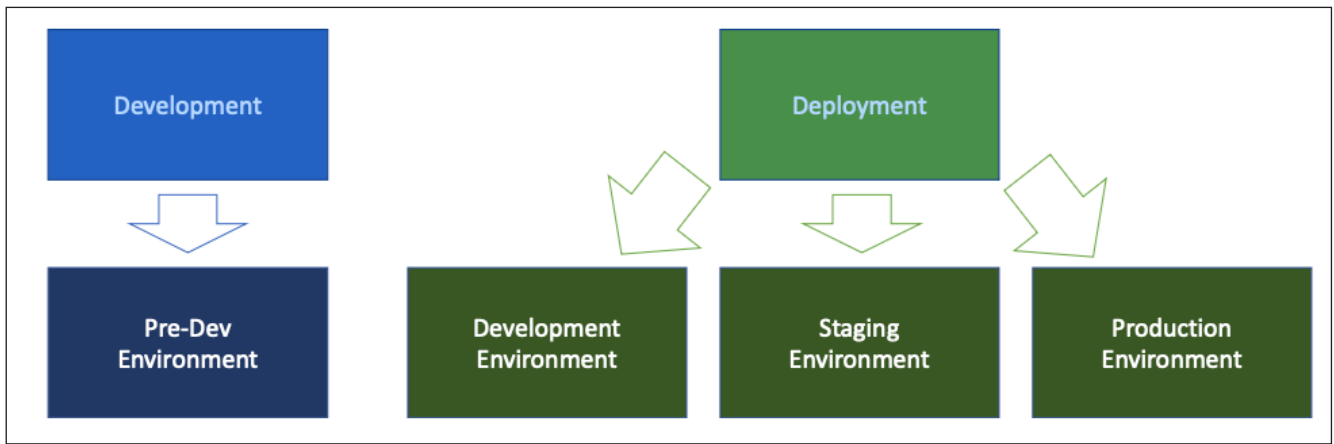 Development
Deployment
Pre-Dev
Environment
Development
Environment
Staging
Environment
Production
Environment